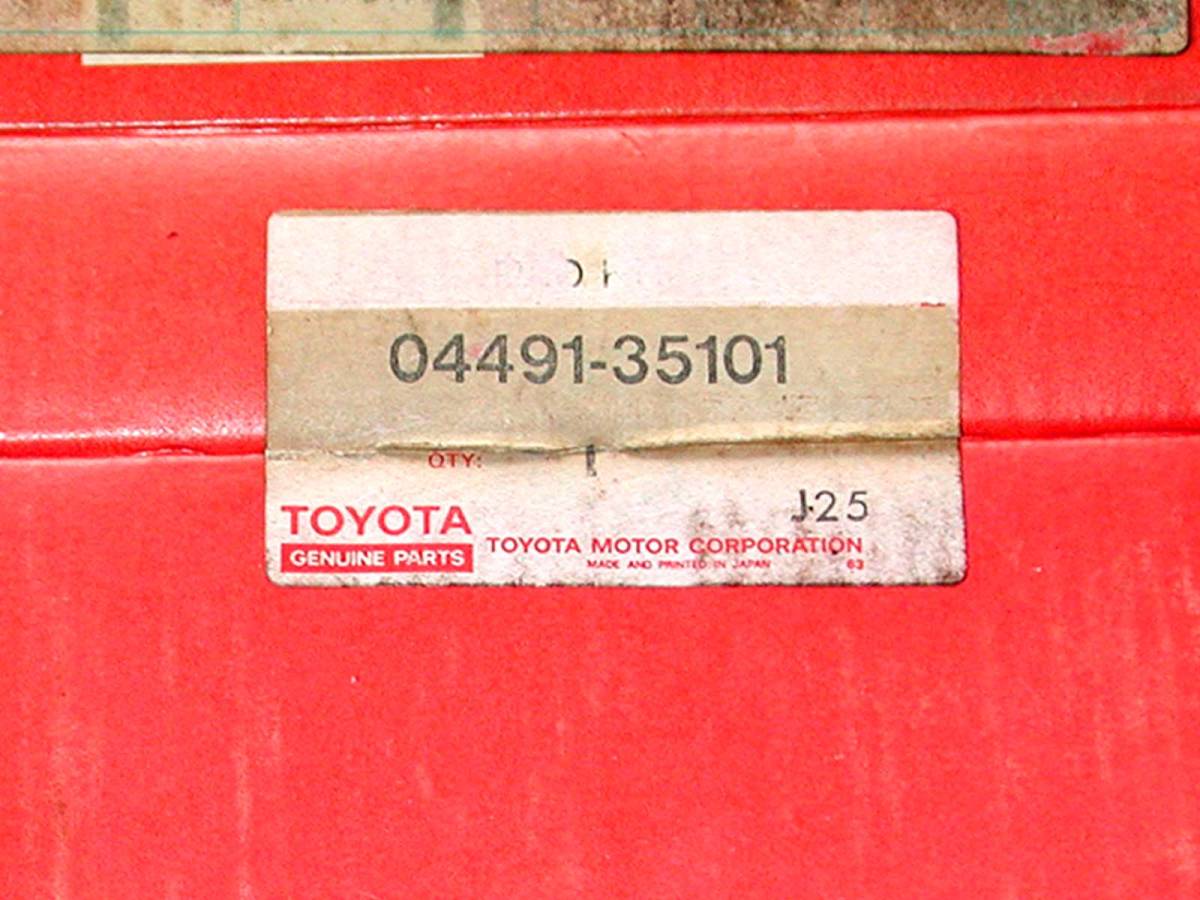 04491-35101
QTY: 1
J25
TOYOTA
GENUINE PARTS
TOYOTA MOTOR CORPORATION
MADE AND PRINTED IN JAPAN 63